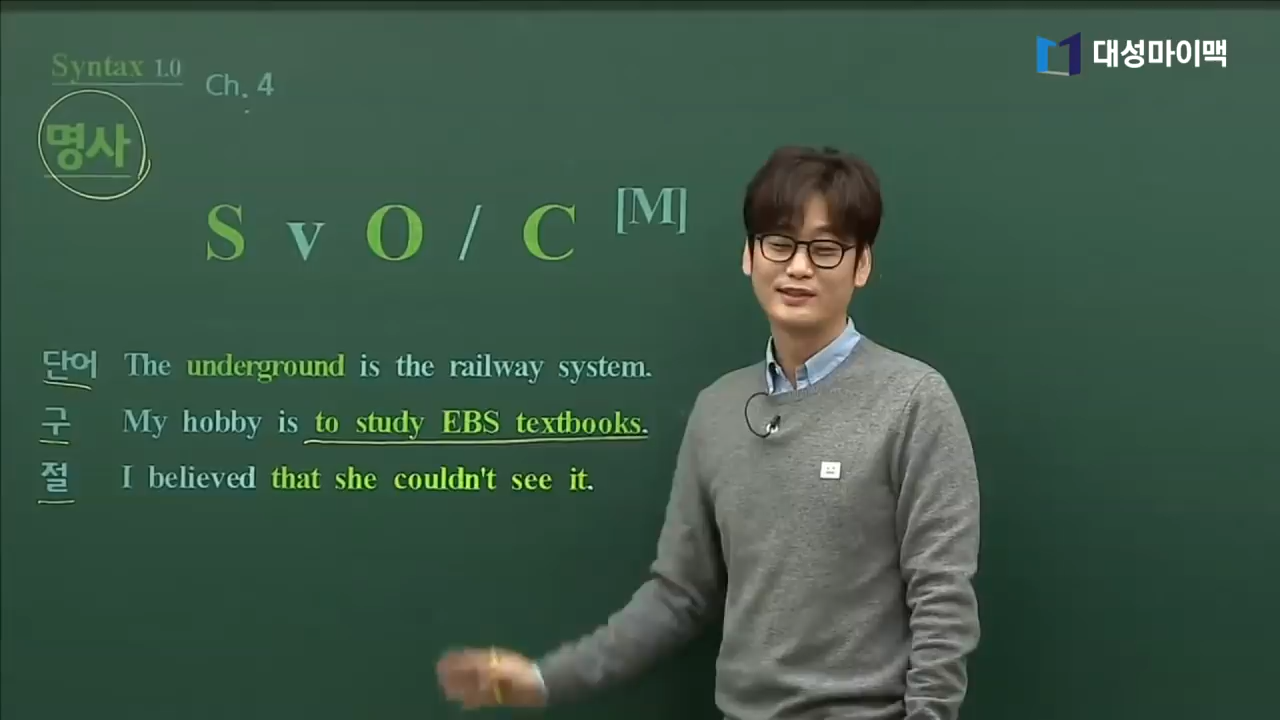 대성마이맥
Syntax 1.0
Ch. 4
명사
S v O / C [M]
단어 The underground is the railway system.
구 My hobby is to study EBS textbooks.
절 I believed that she couldn't see it.